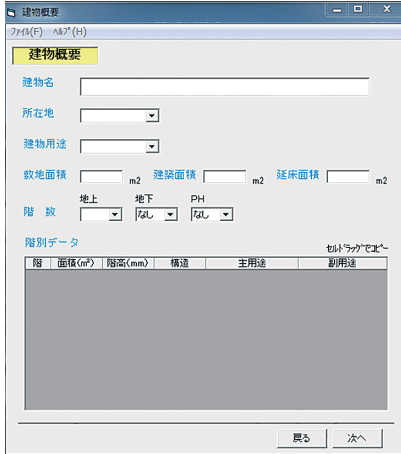 建物概要
ﾌｧｲﾙ(F) ﾍﾙﾌﾟ(H)
建物概要
建物名
所在地
建物用途
敷地面積 m2 建築面積 m2 延床面積 m2
地上 地下 PH
階 数 なし なし
階別データ
セルドラッグでコピー
階 面積(㎡) 階高(mm) 構造 主用途 副用途
戻る 次へ